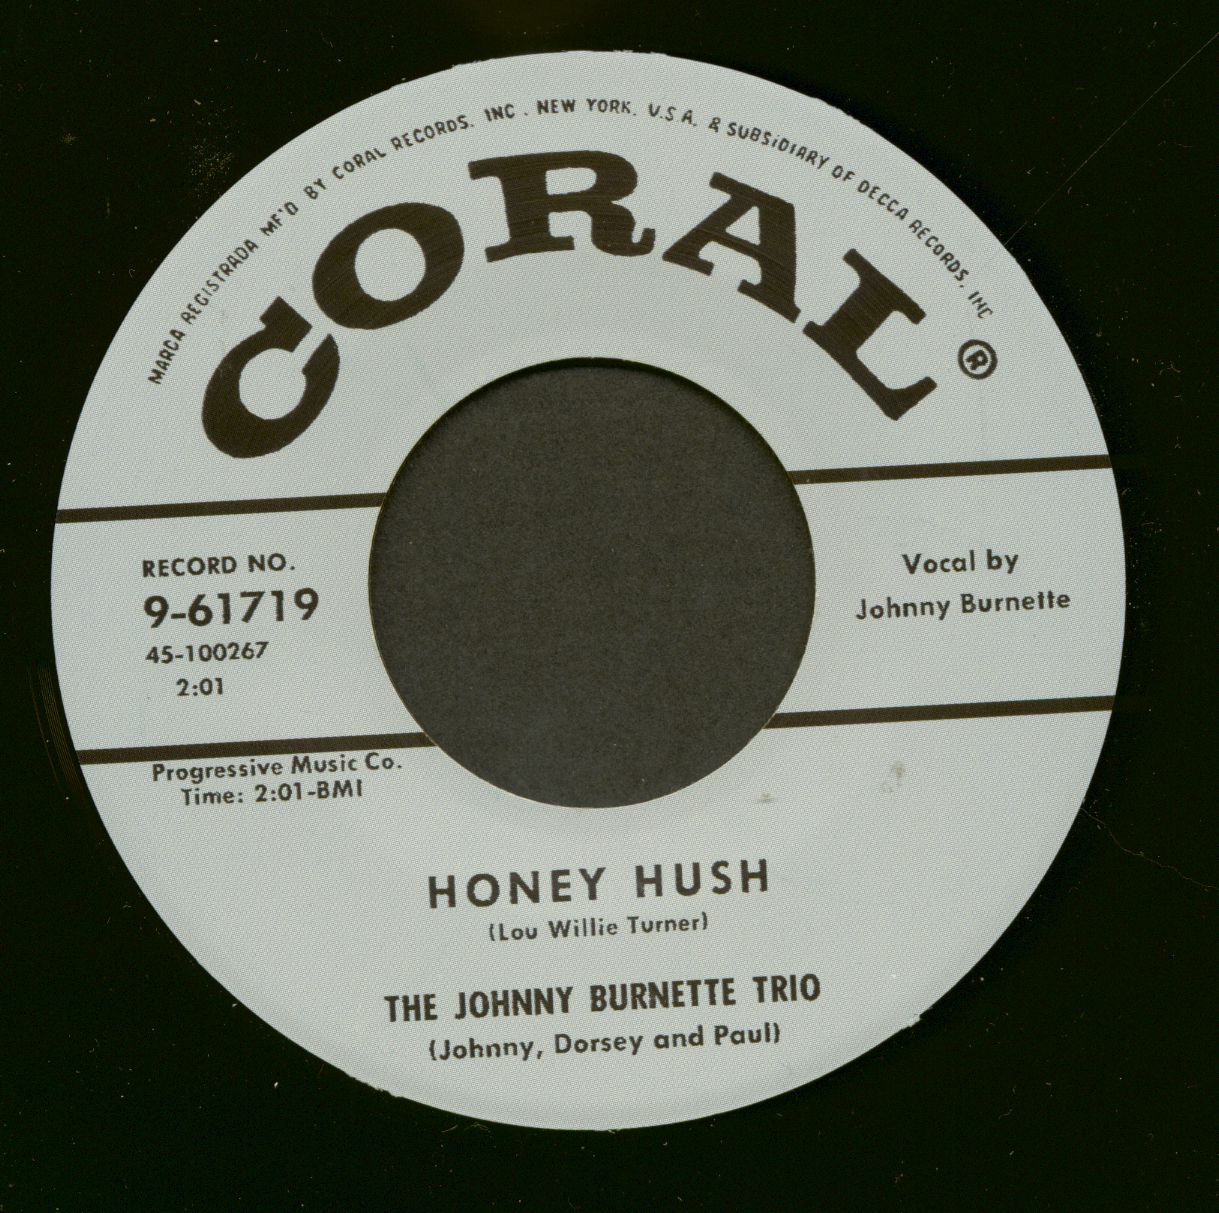 MARCA REGISTRADA MF'D BY CORAL RECORDS, INC., NEW YORK, U.S.A. & SUBSIDIARY OF DECCA RECORDS, INC
CORAL ®
RECORD NO.
9-61719
45-100267
2:01
Vocal by
Johnny Burnette
Progressive Music Co.
Time: 2:01-BMI
HONEY HUSH
(Lou Willie Turner)
THE JOHNNY BURNETTE TRIO
(Johnny, Dorsey and Paul)